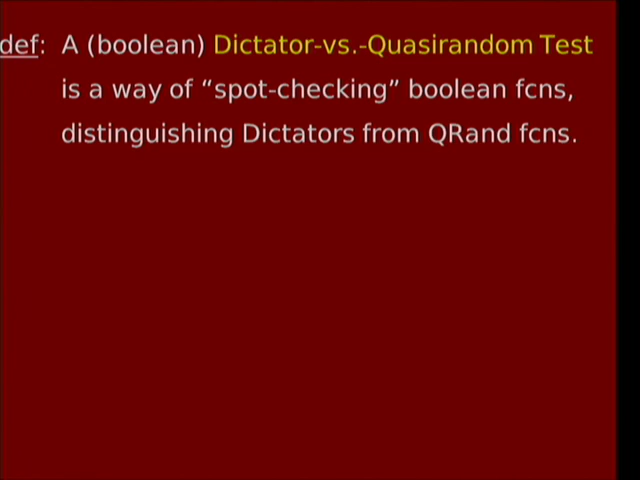 def: A (boolean) Dictator-vs.-Quasirandom Test
is a way of “spot-checking” boolean fcns,
distinguishing Dictators from QRand fcns.